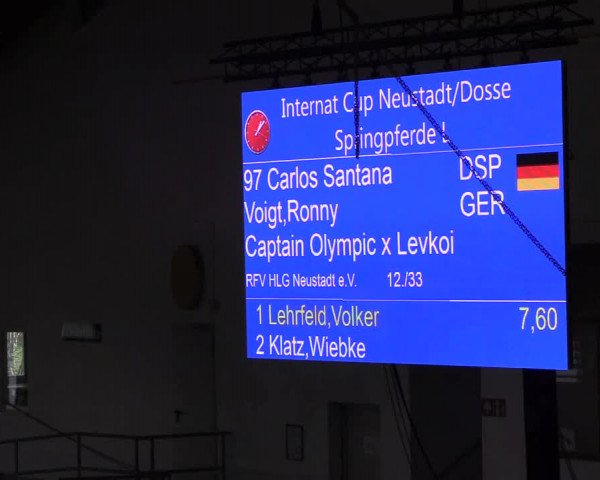 Internat Cup Neustadt/Dosse
Springpferde L
97 Carlos Santana DSP
Voigt,Ronny GER
Captain Olympic x Levkoi
RFV HLG Neustadt e.V. 12./33
1 Lehrfeld,Volker 7,60
2 Klatz,Wiebke